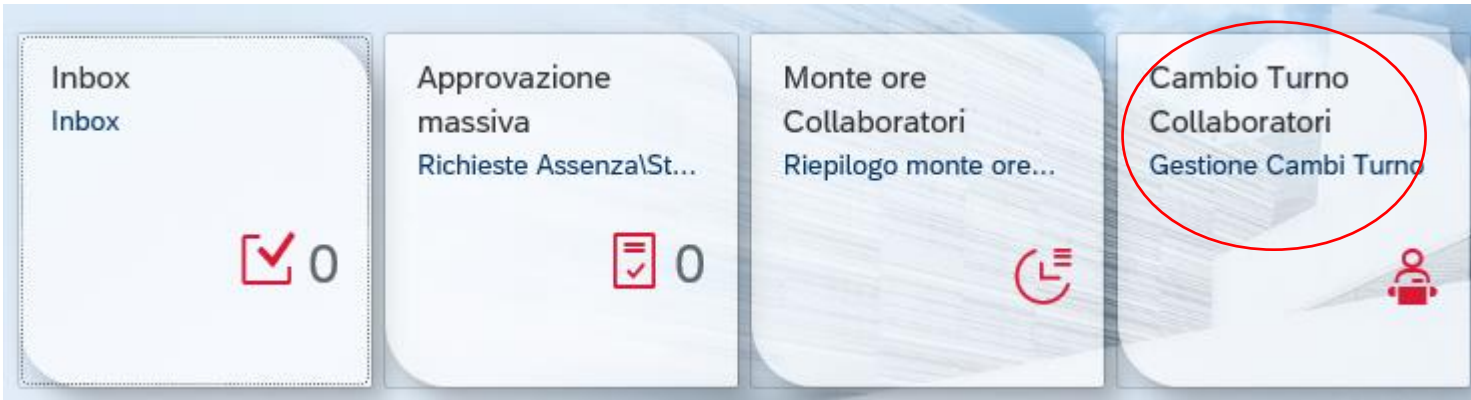 Inbox
Inbox
0
Approvazione
massiva
Richieste Assenza\St...
0
Monte ore
Collaboratori
Riepilogo monte ore...
Cambio Turno
Collaboratori
Gestione Cambi Turno